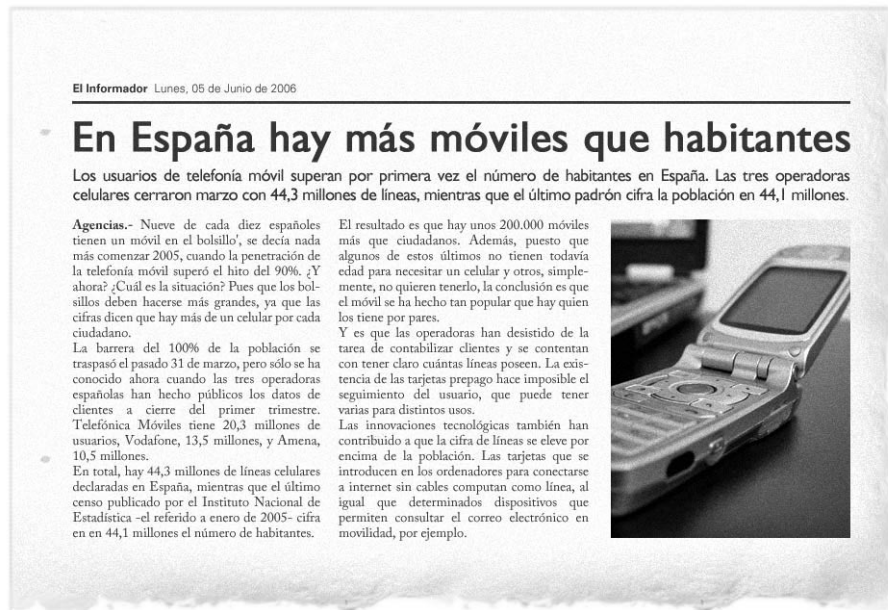 El Informador Lunes, 05 de Junio de 2006
En España hay más móviles que habitantes
Los usuarios de telefonía móvil superan por primera vez el número de habitantes en España. Las tres operadoras
celulares cerraron marzo con 44,3 millones de líneas, mientras que el último padrón cifra la población en 44,1 millones.
Agencias.- Nueve de cada diez españoles
tienen un móvil en el bolsillo', se decía nada
más comenzar 2005, cuando la penetración de
la telefonía móvil superó el hito del 90%. ¿Y
ahora? ¿Cuál es la situación? Pues que los bol-
sillos deben hacerse más grandes, ya que las
cifras dicen que hay más de un celular por cada
ciudadano.
La barrera del 100% de la población se
traspasó el pasado 31 de marzo, pero sólo se ha
conocido ahora cuando las tres operadoras
españolas han hecho públicos los datos de
clientes a cierre del primer trimestre.
Telefónica Móviles tiene 20,3 millones de
usuarios, Vodafone, 13,5 millones, y Amena,
10,5 millones.
En total, hay 44,3 millones de líneas celulares
declaradas en España, mientras que el último
censo publicado por el Instituto Nacional de
Estadística -el referido a enero de 2005- cifra
en en 44,1 millones el número de habitantes.
El resultado es que hay unos 200.000 móviles
más que ciudadanos. Además, puesto que
algunos de estos últimos no tienen todavía
edad para necesitar un celular y otros, simple-
mente, no quieren tenerlo, la conclusión es que
el móvil se ha hecho tan popular que hay quien
los tiene por pares.
Y es que las operadoras han desistido de la
tarea de contabilizar clientes y se contentan
con tener claro cuántas líneas poseen. La exis-
tencia de las tarjetas prepago hace imposible el
seguimiento del usuario, que puede tener
varias para distintos usos.
Las innovaciones tecnológicas también han
contribuido a que la cifra de líneas se eleve por
encima de la población. Las tarjetas que se
introducen en los ordenadores para conectarse
a internet sin cables computan como línea, al
igual que determinados dispositivos que
permiten consultar el correo electrónico en
movilidad, por ejemplo.